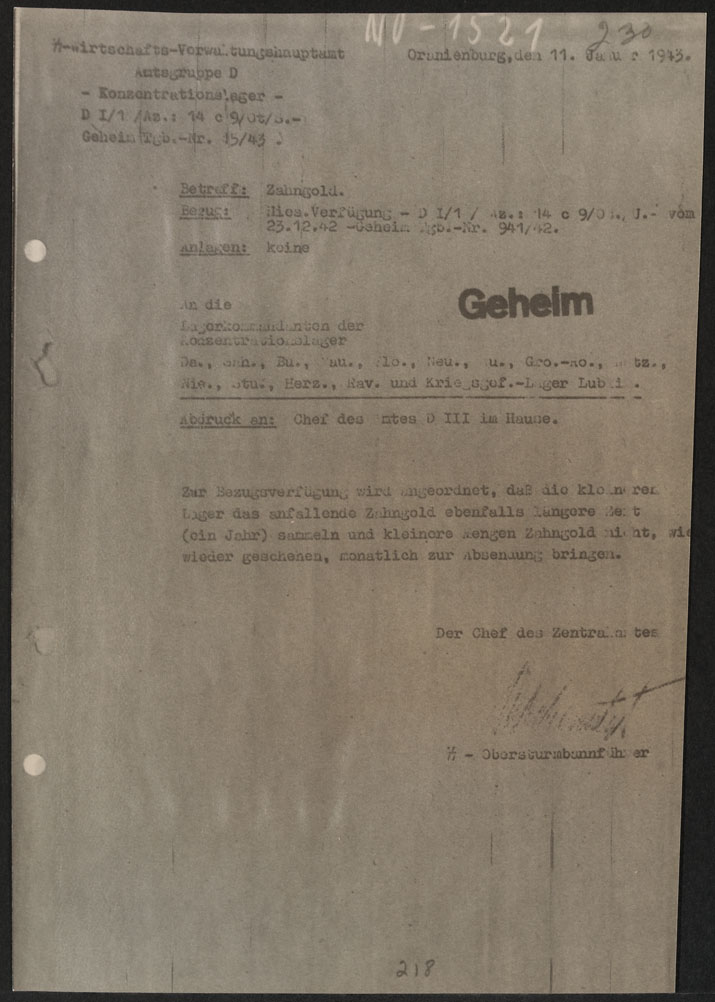 NO-1521
230
-Wirtschafts-Verwaltungshauptamt
Oranienburg, den 11. Januar 1943.
Amtsgruppe D
- Konzentrationslager -
D I/1 /Az.: 14 c 9/Ot/
Geheim Tgb.-Nr. 15/43 .
Betreff: Zahngold.
Bezug: Hies.Verfügung - D I/1 / Az.: 14 c 9/ U.- vom
23.12.42 -Geheim Tgb.-Nr. 941/42.
Anlagen: keine
Geheim
An die
Lagerkommandanten der
Konzentrationslager
Da., Sah., Bu., Mau., Flo., Neu., Au., Gro.-Ro., Natz.,
Nie., Stu., Herz., Rav. und Kriegsgef.-Lager Lublin.
Abdruck an: Chef des Amtes D III im Hause.
Zur Bezugsverfügung wird angeordnet, daß die kleineren
Lager das anfallende Zahngold ebenfalls längere Zeit
(ein Jahr) sammeln und kleinere Mengen Zahngold nicht, wie
wieder geschehen, monatlich zur Absendung bringen.
Der Chef des Zentralamtes
- Obersturmbannführer
218